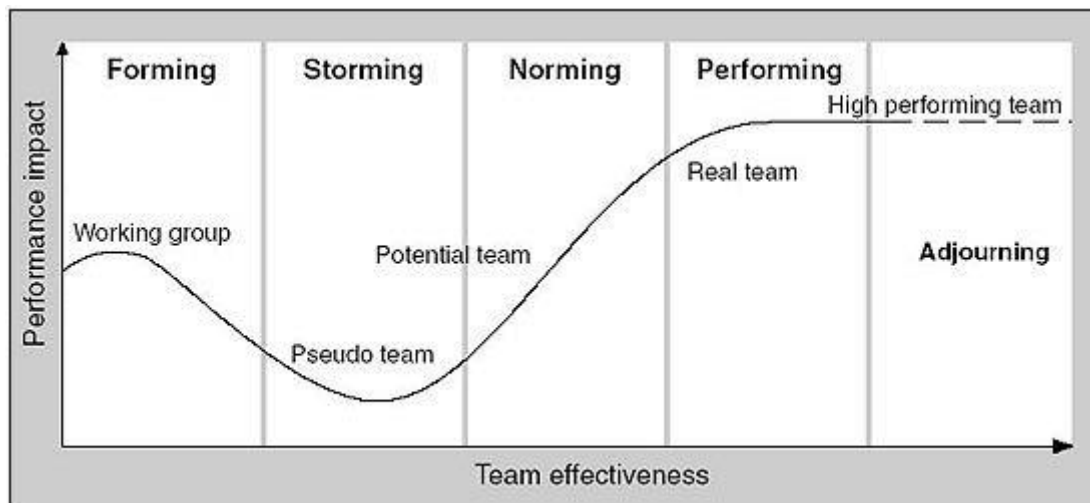 Forming
Storming
Norming
Performing
High performing team
Real team
Working group
Potential team
Adjourning
Pseudo team
Performance impact
Team effectiveness